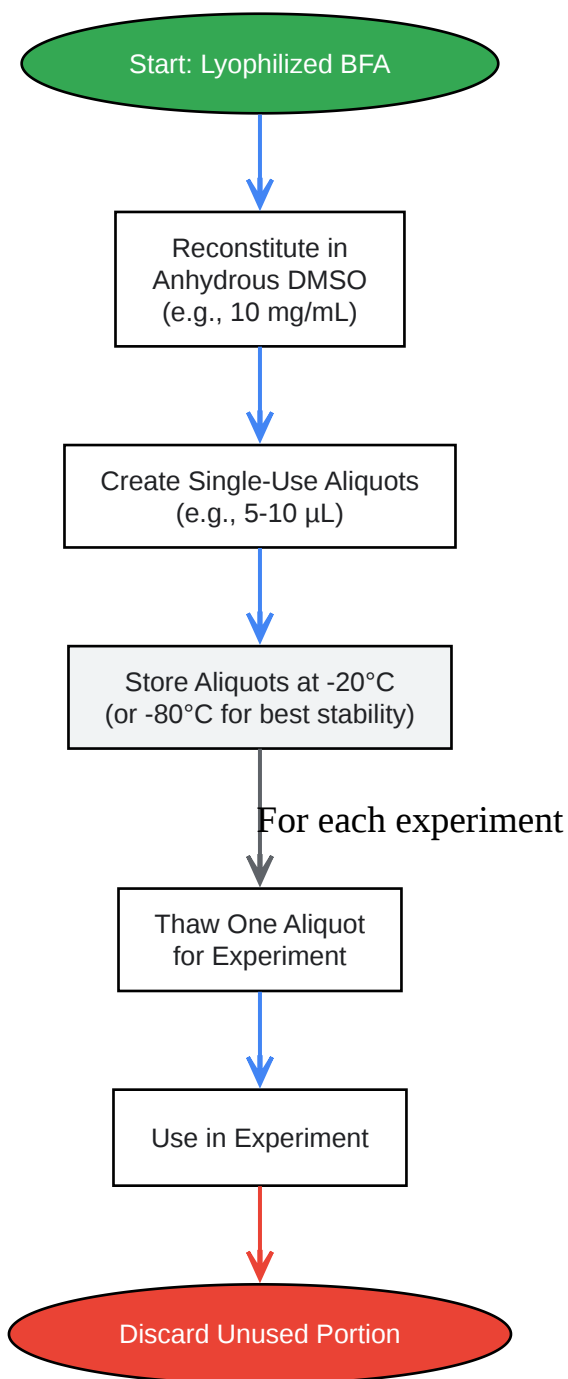 Start: Lyophilized BFA
Reconstitute in
Anhydrous DMSO
(e.g., 10 mg/mL)
Create Single-Use Aliquots
(e.g., 5-10 µL)
Store Aliquots at -20°C
(or -80°C for best stability)
For each experiment
Thaw One Aliquot
for Experiment
Use in Experiment
Discard Unused Portion